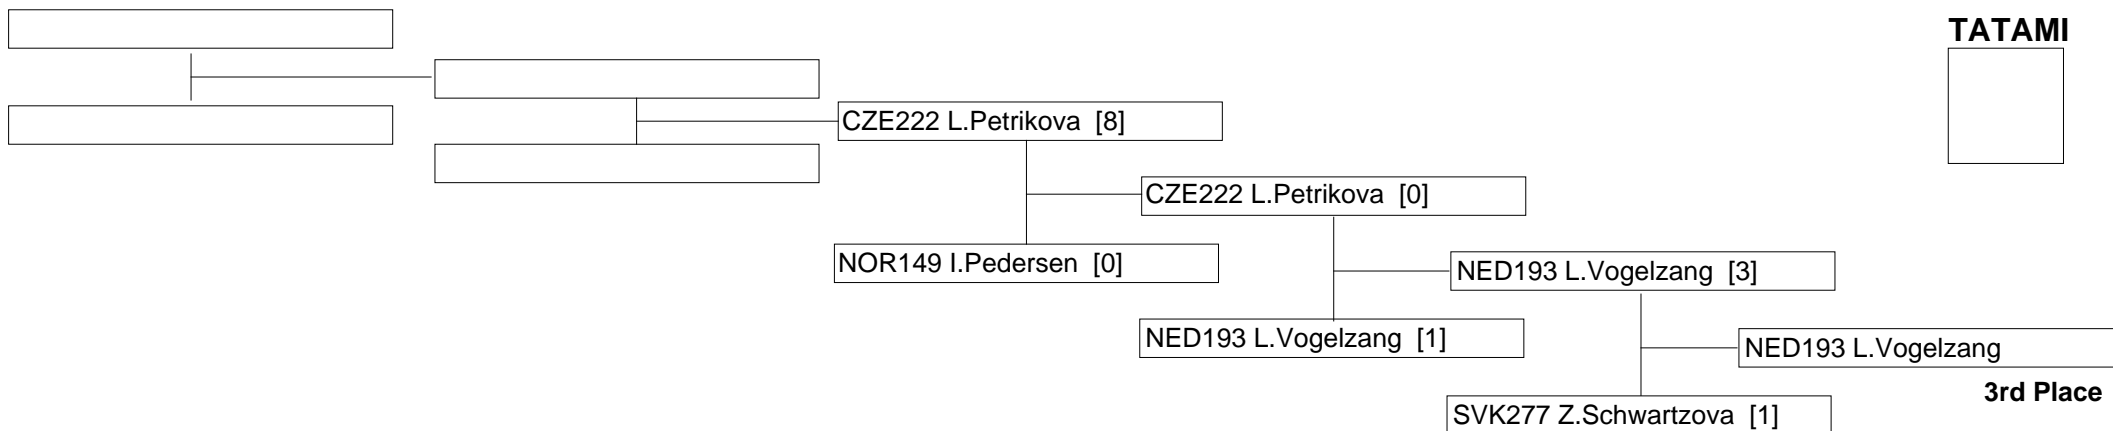 TATAMI
CZE222 L.Petrikova [8]
CZE222 L.Petrikova [0]
NOR149 I.Pedersen [0]
NED193 L.Vogelzang [3]
NED193 L.Vogelzang [1]
NED193 L.Vogelzang
3rd Place
SVK277 Z.Schwartzova [1]